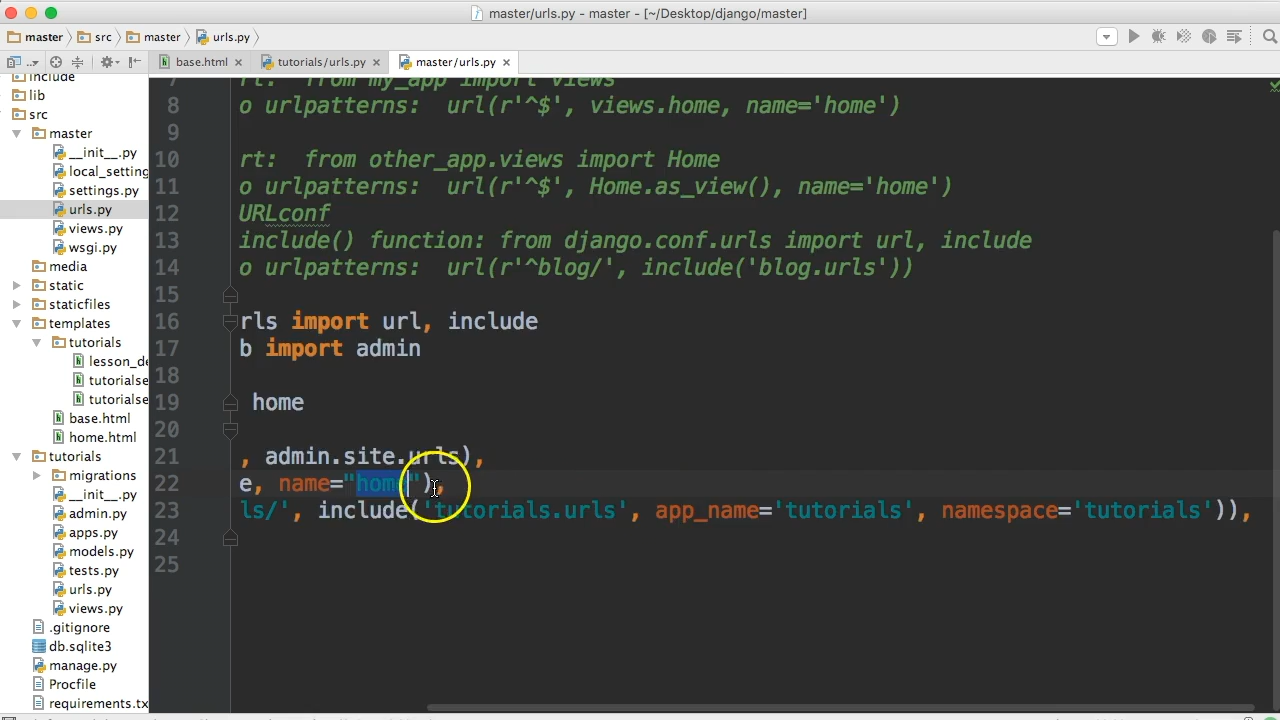 master/urls.py - master - [~/Desktop/django/master]
master
src
master
urls.py
base.html
tutorials/urls.py
master/urls.py
include
lib
src
master
__init__.py
local_setting
settings.py
urls.py
views.py
wsgi.py
media
static
staticfiles
templates
tutorials
lesson_de
tutorialse
tutorialse
base.html
home.html
tutorials
migrations
__init__.py
admin.py
apps.py
models.py
tests.py
urls.py
views.py
.gitignore
db.sqlite3
manage.py
Procfile
requirements.tx
7 rt:  from my_app import views
8 o urlpatterns:  url(r'^$', views.home, name='home')
9
10 rt:  from other_app.views import Home
11 o urlpatterns:  url(r'^$', Home.as_view(), name='home')
12 URLconf
13 include() function: from django.conf.urls import url, include
14 o urlpatterns:  url(r'^blog/', include('blog.urls'))
15
16 rls import url, include
17 b import admin
18
19 home
20
21 , admin.site.urls),
22 e, name="home"),
23 ls/', include('tutorials.urls', app_name='tutorials', namespace='tutorials')),
24
25